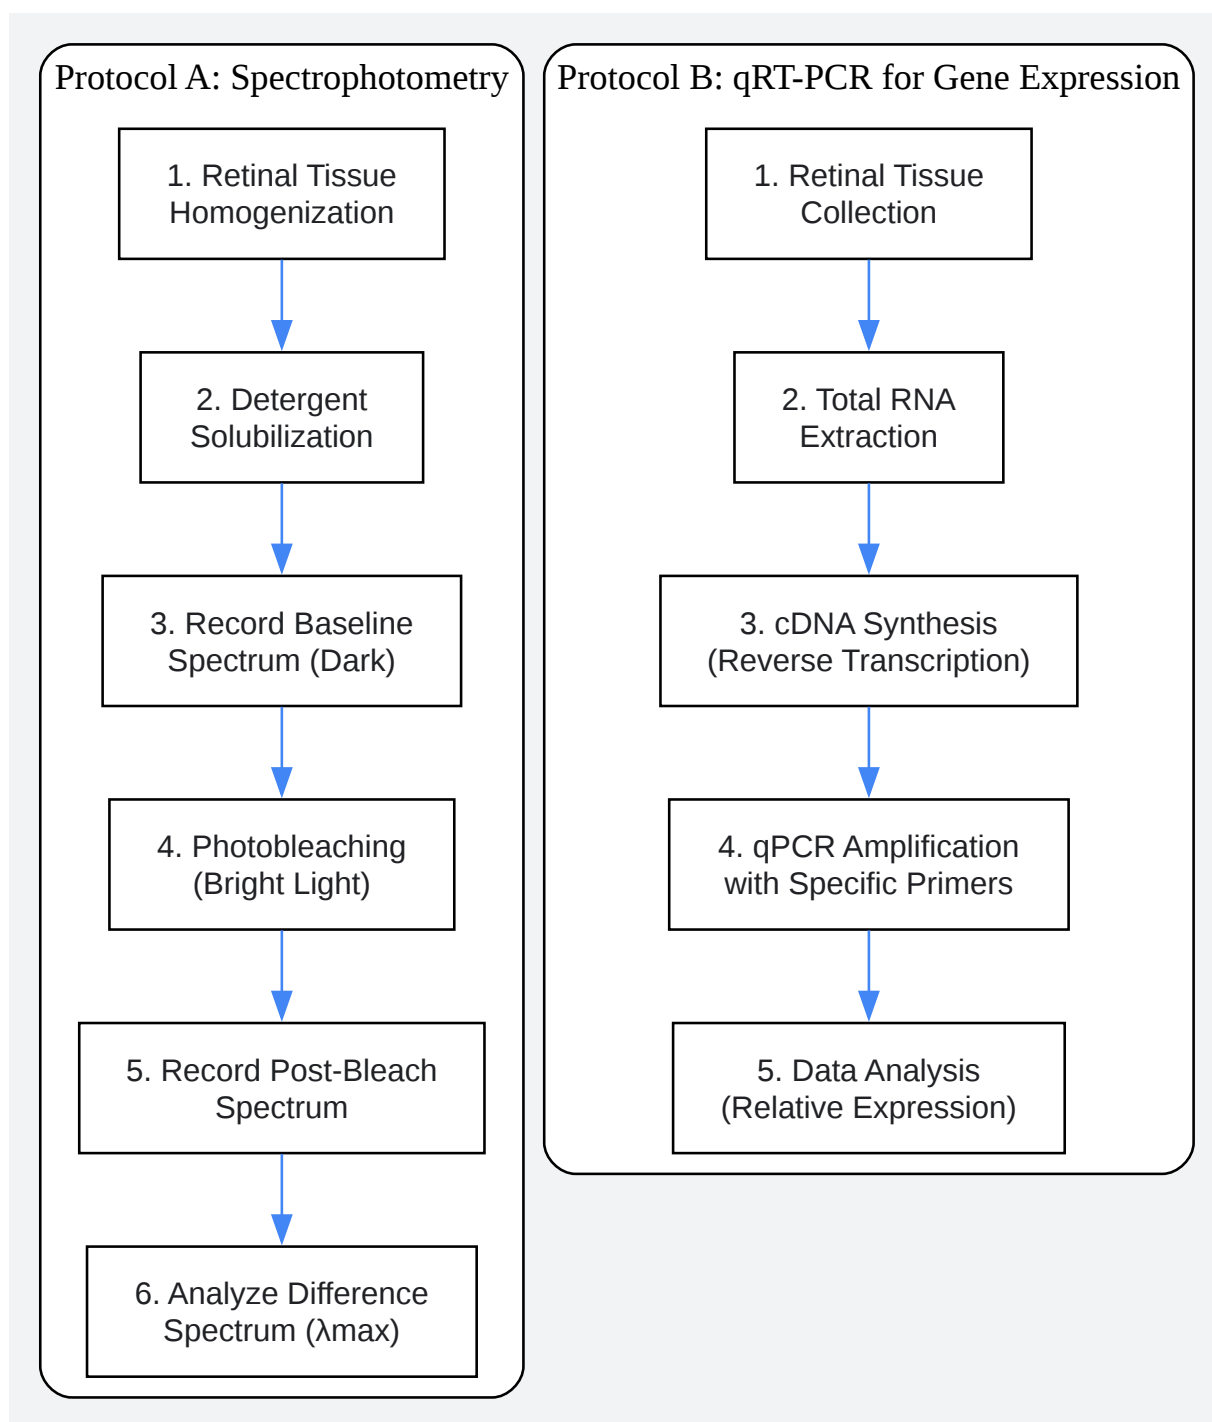 Protocol A: Spectrophotometry
1. Retinal Tissue
Homogenization
2. Detergent
Solubilization
3. Record Baseline
Spectrum (Dark)
4. Photobleaching
(Bright Light)
5. Record Post-Bleach
Spectrum
6. Analyze Difference
Spectrum (λmax)
Protocol B: qRT-PCR for Gene Expression
1. Retinal Tissue
Collection
2. Total RNA
Extraction
3. cDNA Synthesis
(Reverse Transcription)
4. qPCR Amplification
with Specific Primers
5. Data Analysis
(Relative Expression)